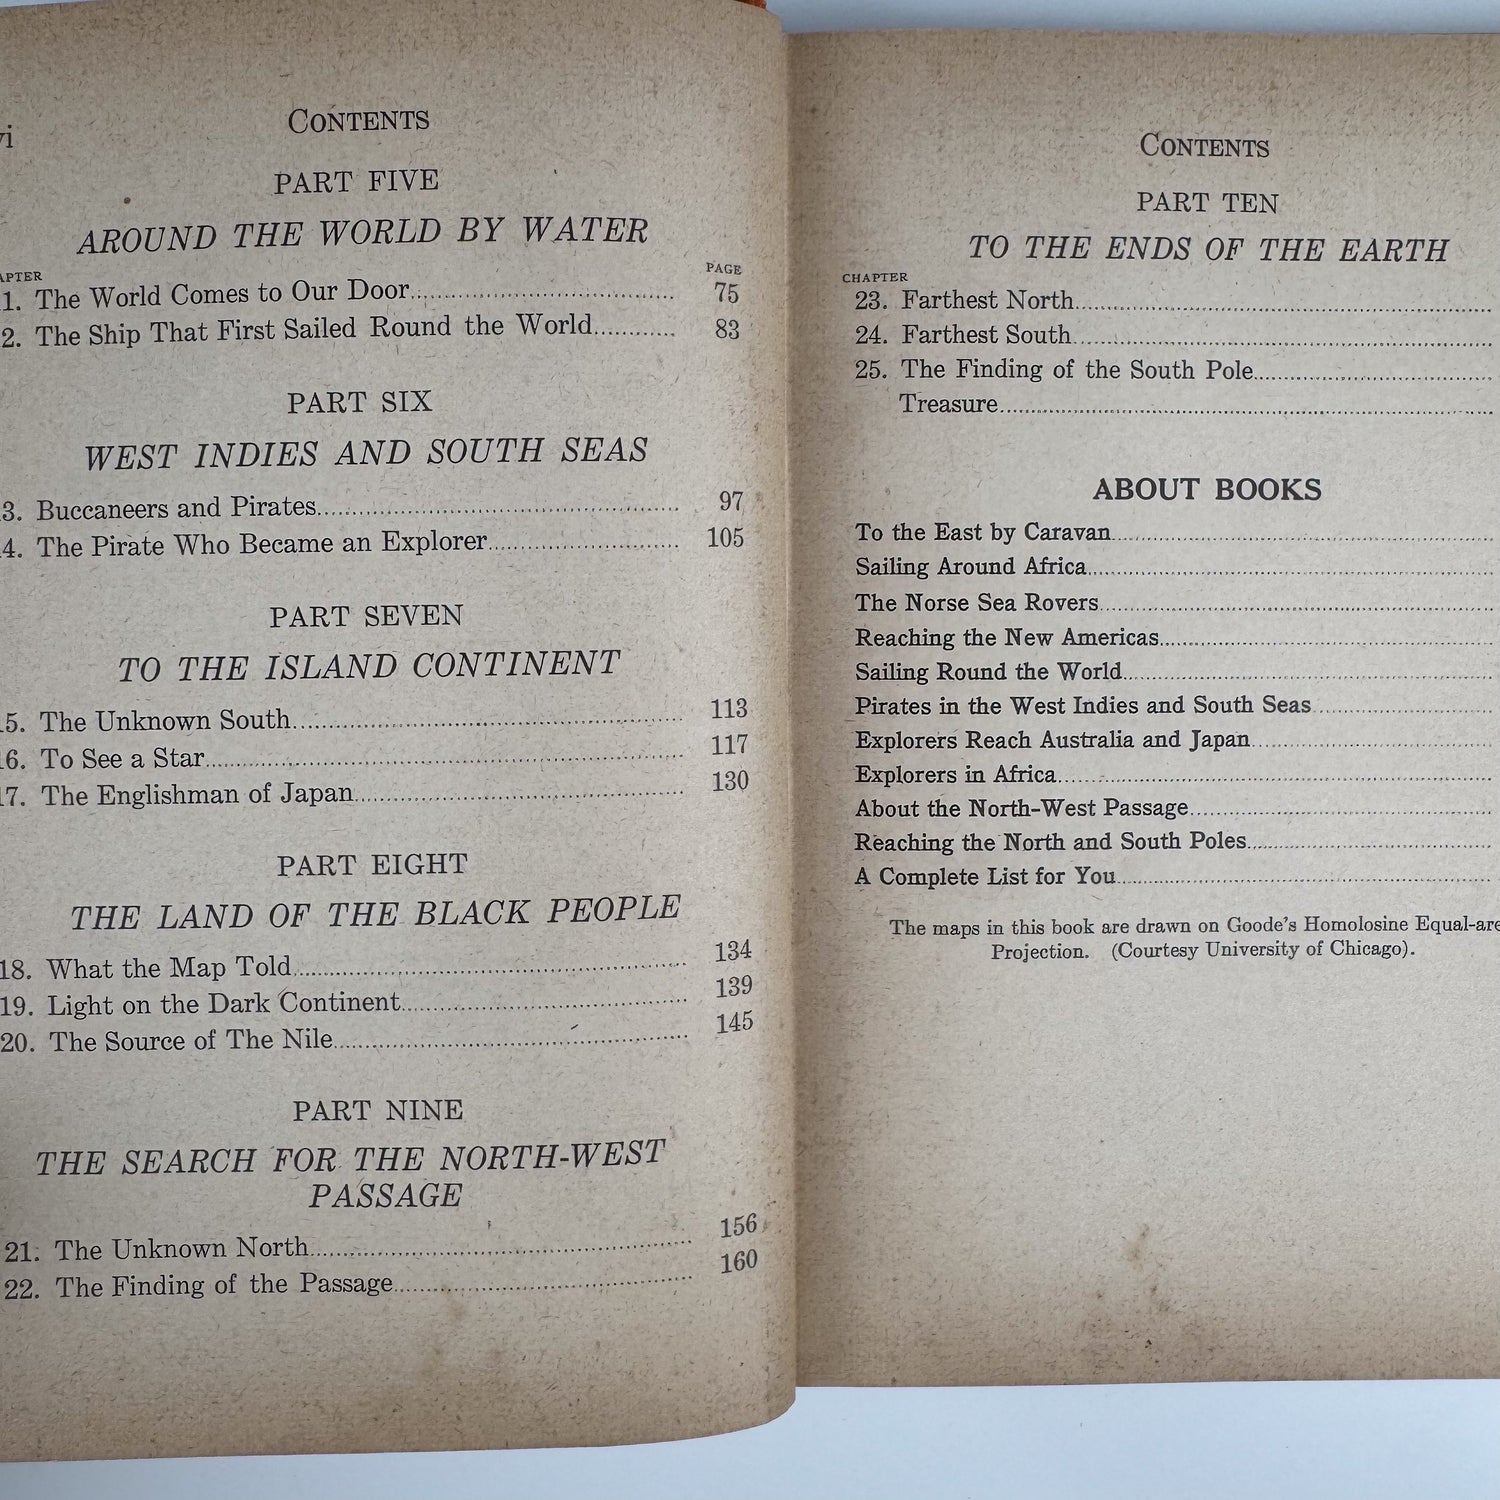 vi
CONTENTS
PART FIVE
AROUND THE WORLD BY WATER
APTER PAGE
1. The World Comes to Our Door 75
2. The Ship That First Sailed Round the World 83
PART SIX
WEST INDIES AND SOUTH SEAS
3. Buccaneers and Pirates 97
4. The Pirate Who Became an Explorer 105
PART SEVEN
TO THE ISLAND CONTINENT
15. The Unknown South 113
16. To See a Star 117
17. The Englishman of Japan 130
PART EIGHT
THE LAND OF THE BLACK PEOPLE
18. What the Map Told 134
19. Light on the Dark Continent 139
20. The Source of The Nile 145
PART NINE
THE SEARCH FOR THE NORTH-WEST
PASSAGE
21. The Unknown North 156
22. The Finding of the Passage 160
CONTENTS
PART TEN
TO THE ENDS OF THE EARTH
CHAPTER
23. Farthest North
24. Farthest South
25. The Finding of the South Pole
Treasure
ABOUT BOOKS
To the East by Caravan
Sailing Around Africa
The Norse Sea Rovers
Reaching the New Americas
Sailing Round the World
Pirates in the West Indies and South Seas
Explorers Reach Australia and Japan
Explorers in Africa
About the North-West Passage
Reaching the North and South Poles
A Complete List for You
The maps in this book are drawn on Goode's Homolosine Equal-are
Projection. (Courtesy University of Chicago).